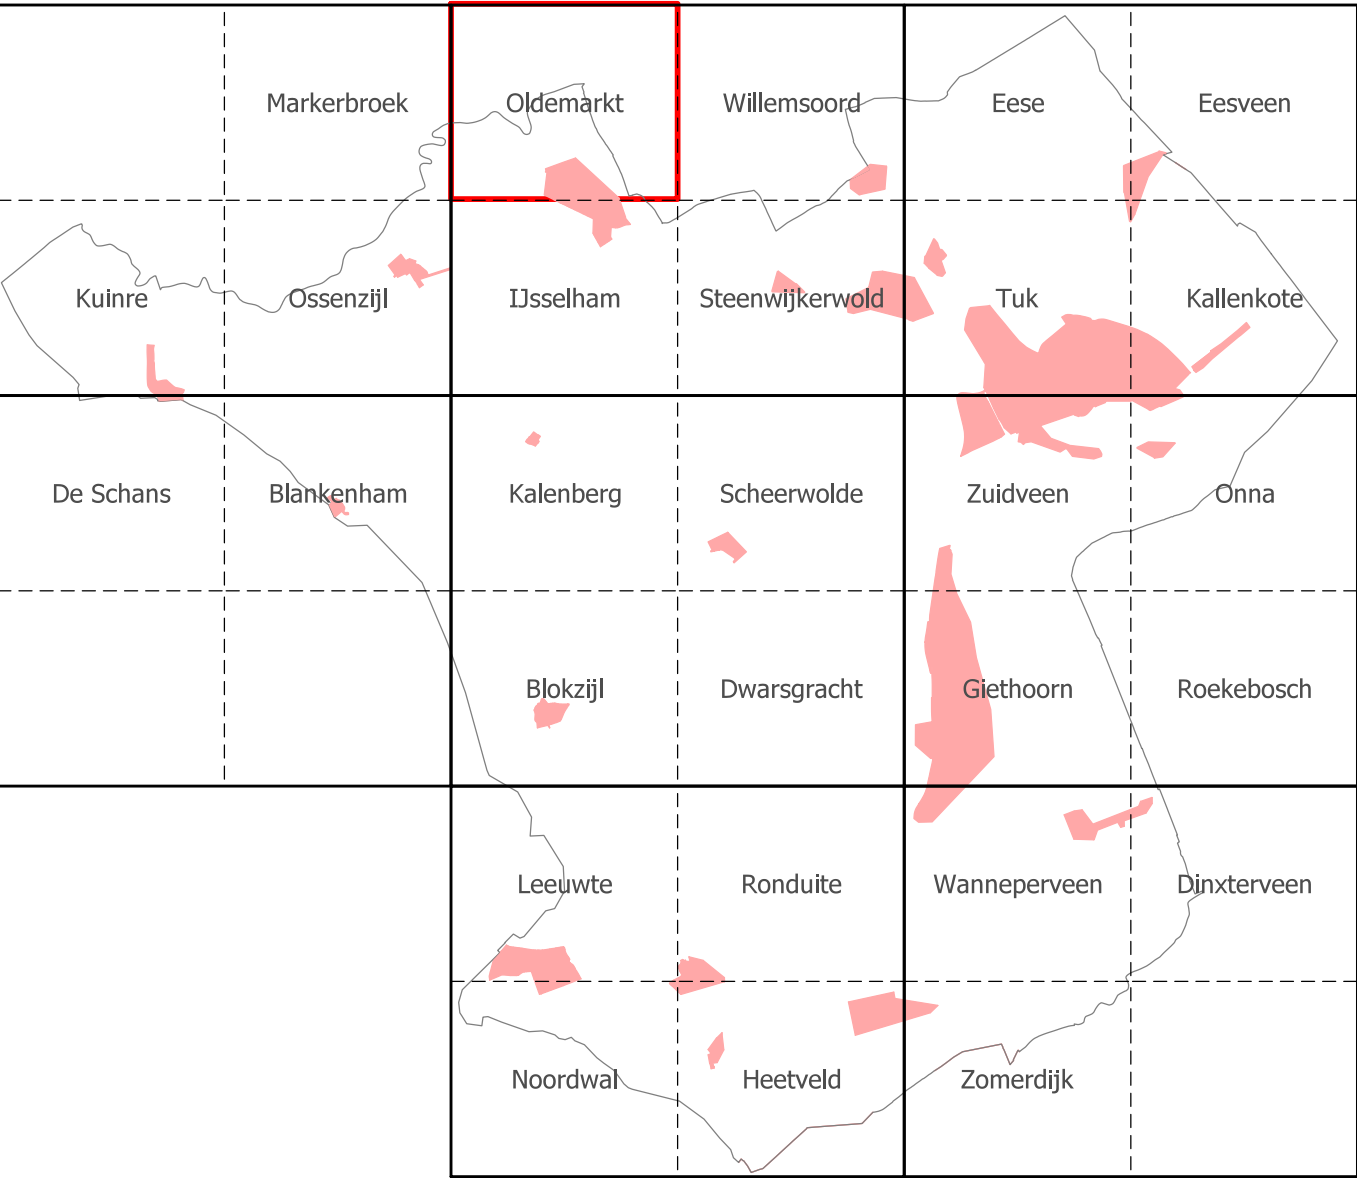 Markerbroek Oldemarkt Willemsoord Eese Eesveen
Kuinre Ossenzijl IJsselham Steenwijkerwold Tuk Kallenkote
De Schans Blankenham Kalenberg Scheerwolde Zuidveen Onna
Blokzijl Dwarsgracht Giethoorn Roekebosch
Leeuwte Ronduite Wanneperveen Dinxterveen
Noordwal Heetveld Zomerdijk